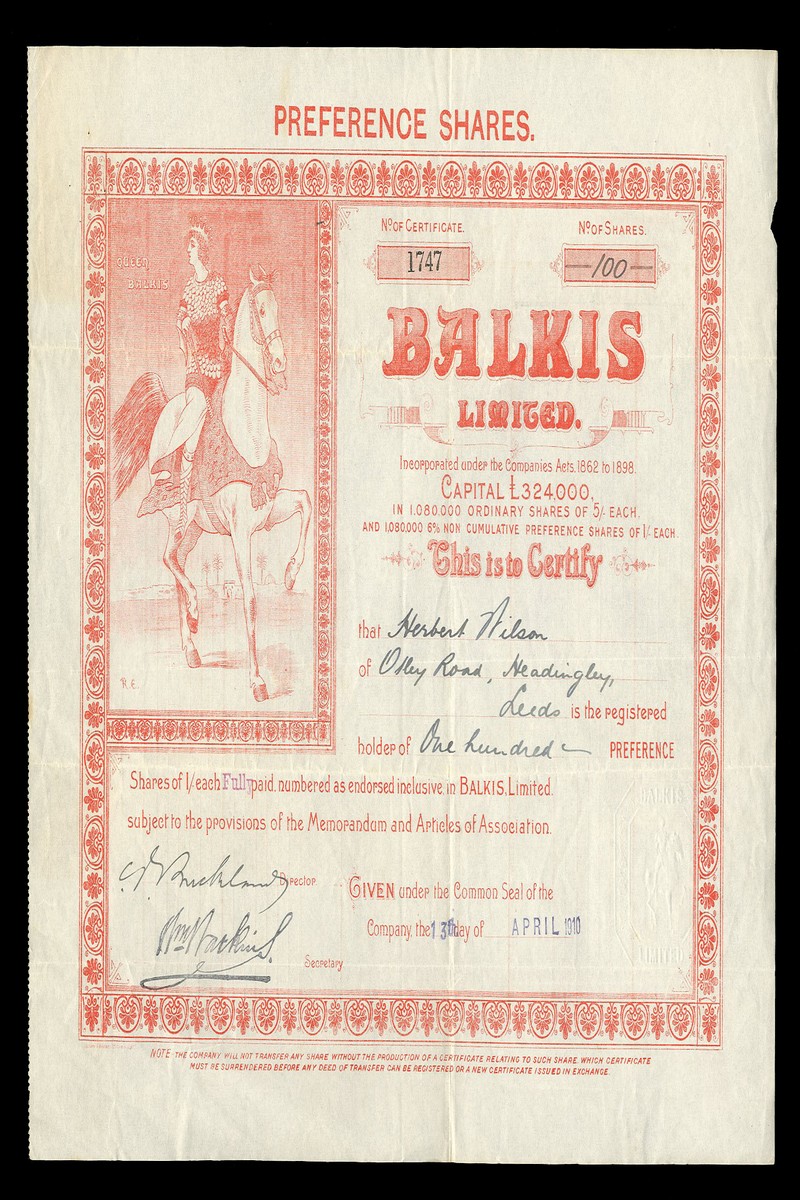 PREFERENCE SHARES.
QUEEN
BALKIS
Nº OF CERTIFICATE.
Nº OF SHARES.
1747
—100—
BALKIS
LIMITED.
Incorporated under the Companies Acts, 1862 to 1898.
CAPITAL £324,000,
IN 1,080,000 ORDINARY SHARES OF 5/- EACH,
AND 1,080,000 6% NON CUMULATIVE PREFERENCE SHARES OF 1/- EACH.
This is to Certify
that Herbert Wilson
of Otley Road, Headingley,
Leeds is the registered
holder of One hundred — PREFERENCE
Shares of 1/- each Fully paid, numbered as endorsed inclusive, in BALKIS, Limited.
subject to the provisions of the Memorandum and Articles of Association.
R.E.
Buckland Director
GIVEN under the Common Seal of the
Company, the 13th day of APRIL 1910
Secretary
BALKIS
LIMITED
NOTE THE COMPANY WILL NOT TRANSFER ANY SHARE WITHOUT THE PRODUCTION OF A CERTIFICATE RELATING TO SUCH SHARE, WHICH CERTIFICATE
MUST BE SURRENDERED BEFORE ANY DEED OF TRANSFER CAN BE REGISTERED OR A NEW CERTIFICATE ISSUED IN EXCHANGE.